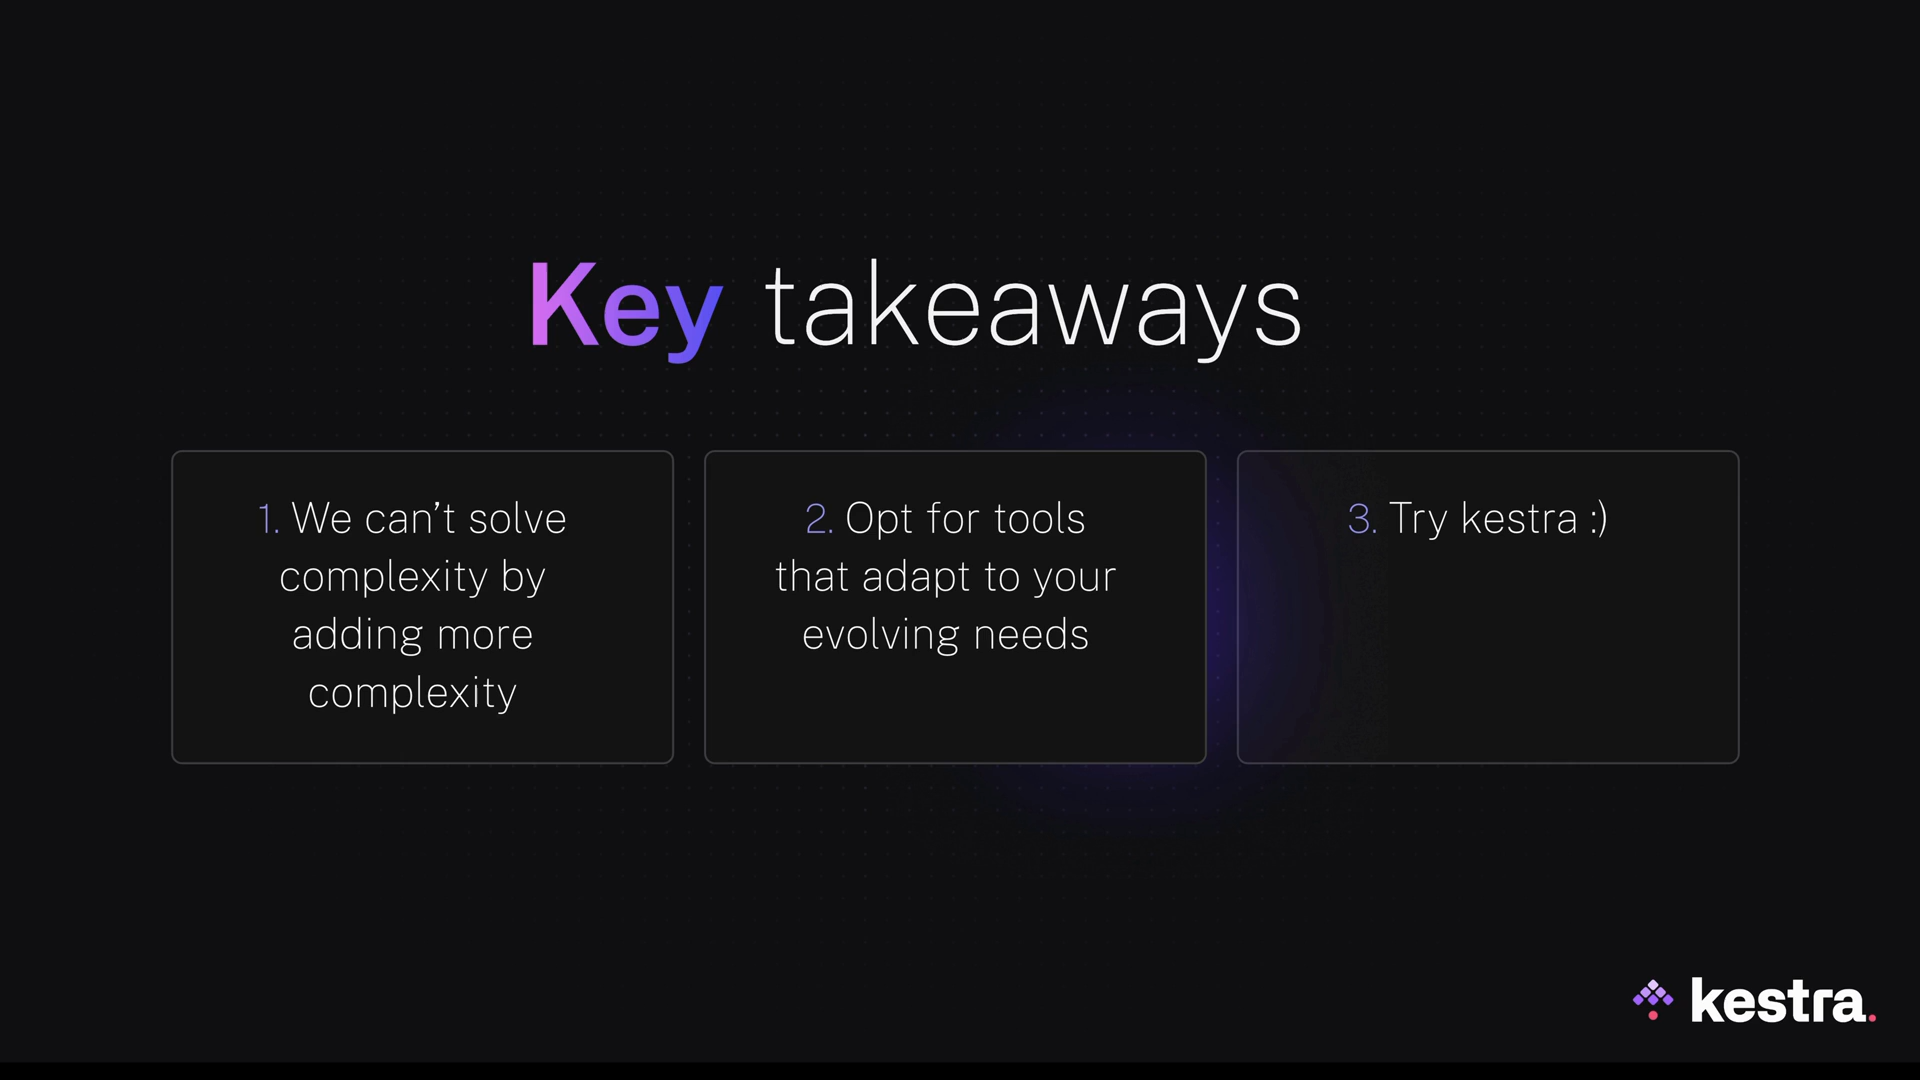 Key takeaways
1. We can’t solve
complexity by
adding more
complexity
2. Opt for tools
that adapt to your
evolving needs
3. Try kestra :)
kestra.